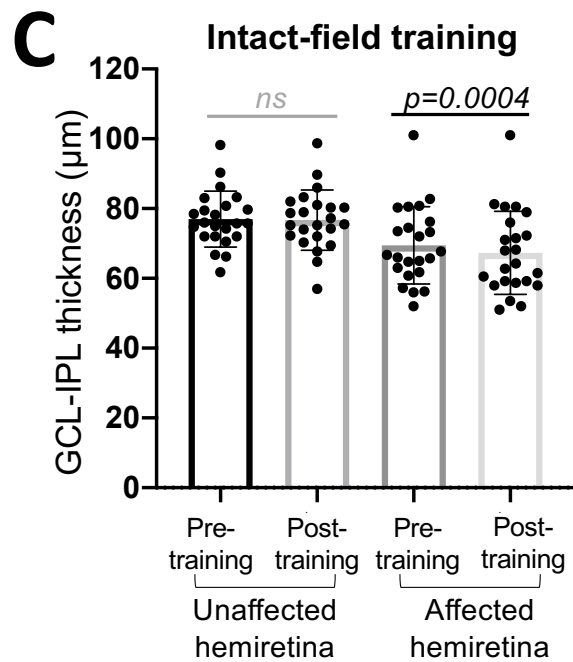 C
Intact-field training
GCL-IPL thickness (μm)
120
100
80
60
40
20
0
ns
p=0.0004
Pre-
training
Post-
training
Pre-
training
Post-
training
Unaffected
hemiretina
Affected
hemiretina